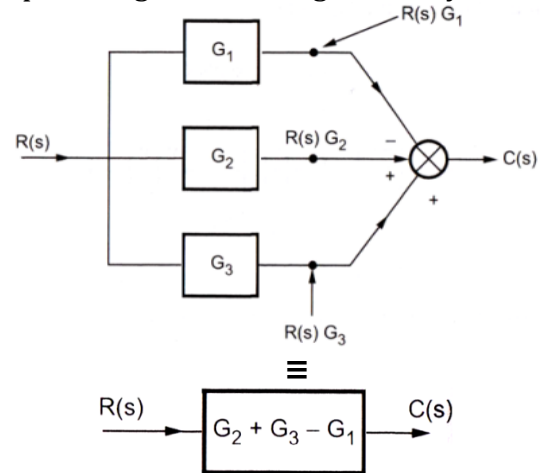 R(s) G₁
G₁
R(s)
G₂
R(s) G₂
−
+
C(s)
+
G₃
R(s) G₃
≡
R(s)
G₂ + G₃ − G₁
C(s)